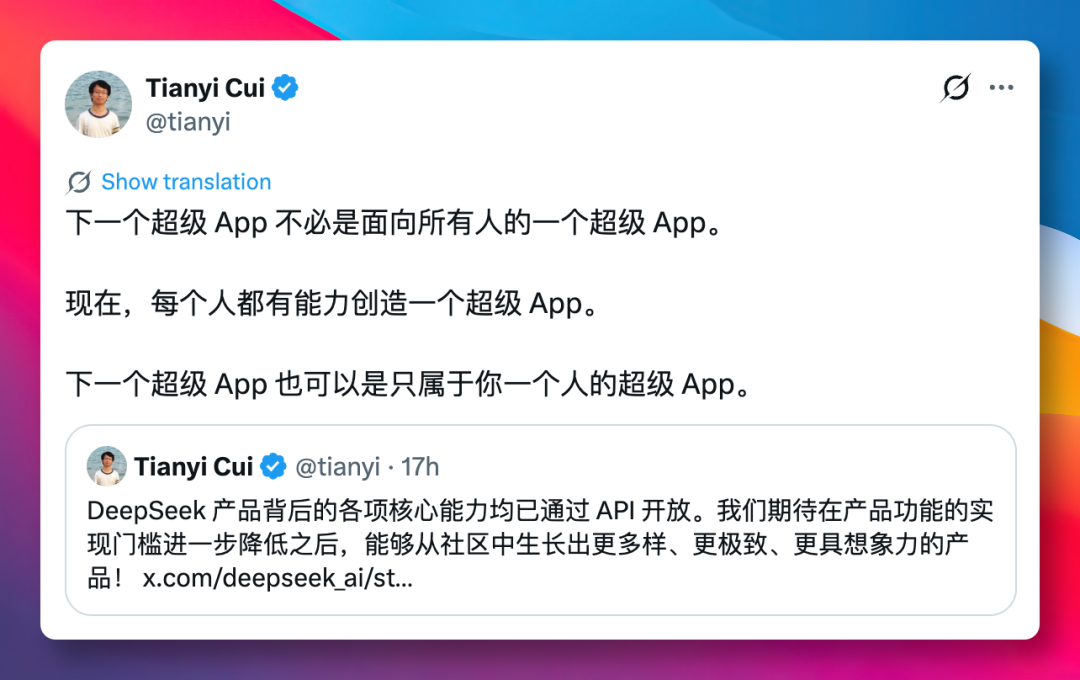 Tianyi Cui
@tianyi
Show translation
下一个超级 App 不必是面向所有人的一个超级 App。
现在，每个人都有能力创造一个超级 App。
下一个超级 App 也可以是只属于你一个人的超级 App。
Tianyi Cui @tianyi · 17h
DeepSeek 产品背后的各项核心能力均已通过 API 开放。我们期待在产品功能的实
现门槛进一步降低之后，能够从社区中生长出更多样、更极致、更具想象力的产
品！ x.com/deepseek_ai/st...